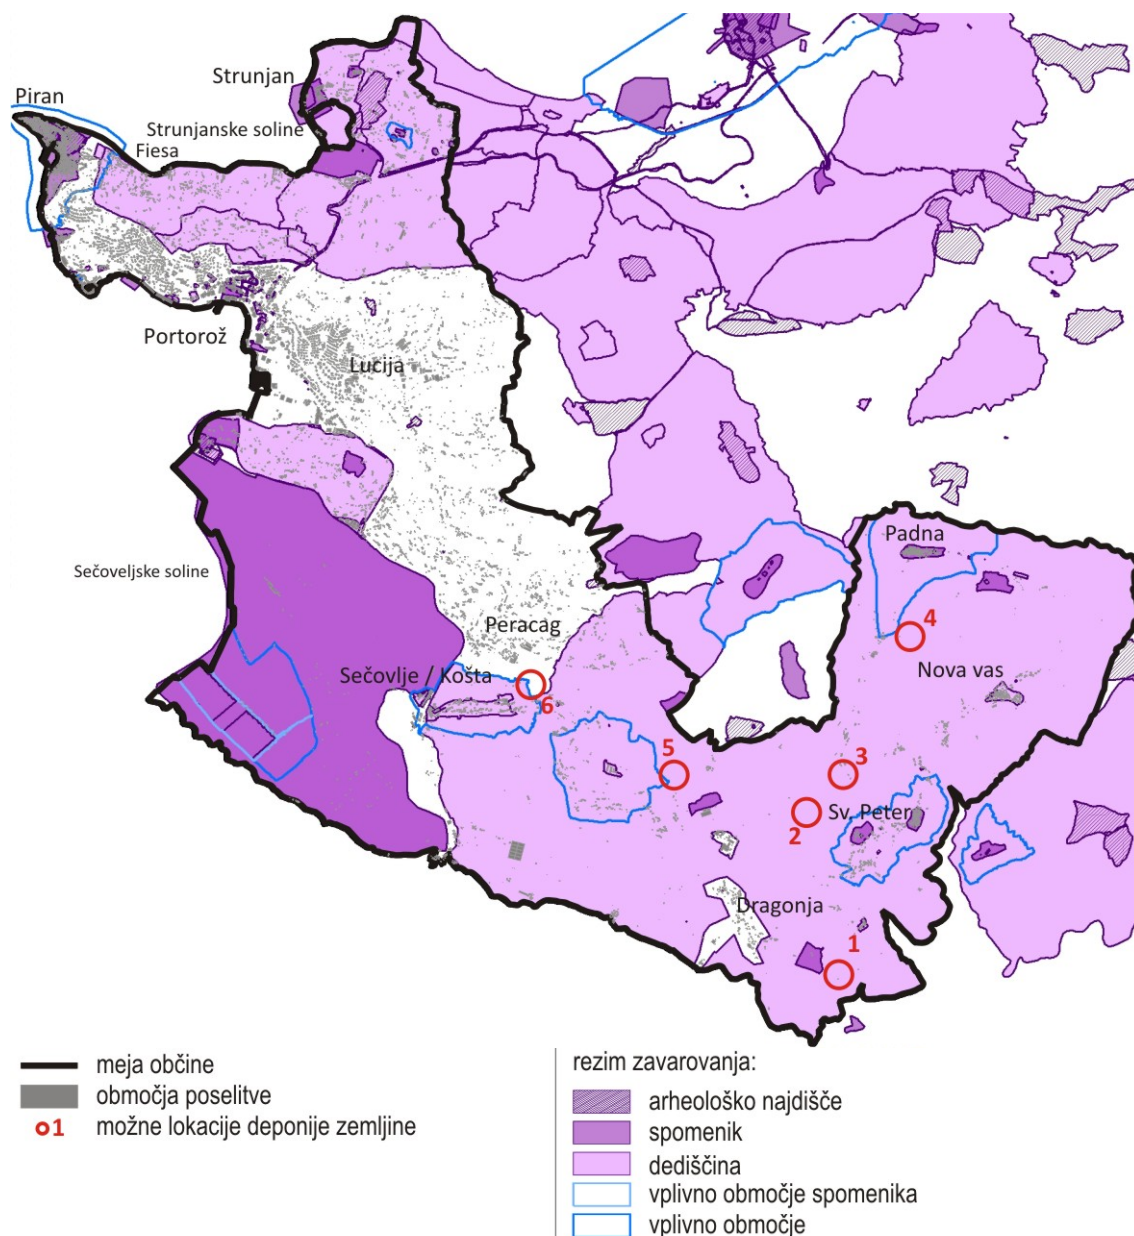 Strunjan
Piran
Strunjanske soline
Fiesa
Portorož
Lucija
Padna
Sečoveljske soline
4
Peracag
Nova vas
Sečovlje / Košta
6
5
3
Sv. Peter
2
Dragonja
1
meja občine
območja poselitve
1 možne lokacije deponije zemljine
rezim zavarovanja:
arheološko najdišče
spomenik
dediščina
vplivno območje spomenika
vplivno območje